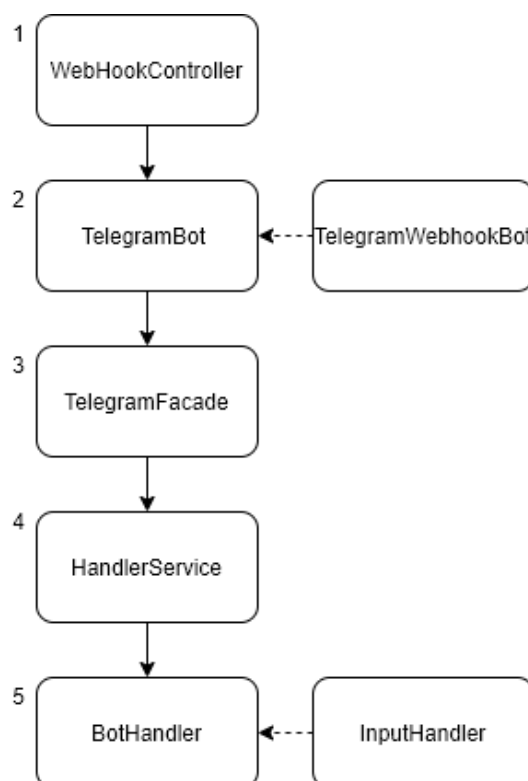 1
WebHookController
2
TelegramBot
TelegramWebhookBot
3
TelegramFacade
4
HandlerService
5
BotHandler
InputHandler